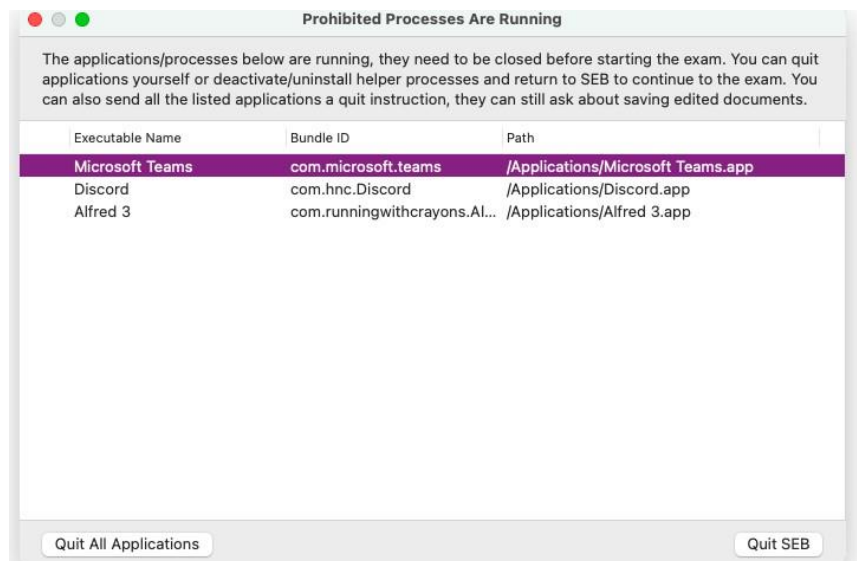 Prohibited Processes Are Running
The applications/processes below are running, they need to be closed before starting the exam. You can quit
applications yourself or deactivate/uninstall helper processes and return to SEB to continue to the exam. You
can also send all the listed applications a quit instruction, they can still ask about saving edited documents.
Executable Name Bundle ID Path
Microsoft Teams com.microsoft.teams /Applications/Microsoft Teams.app
Discord com.hnc.Discord /Applications/Discord.app
Alfred 3 com.runningwithcrayons.Al... /Applications/Alfred 3.app
Quit All Applications Quit SEB